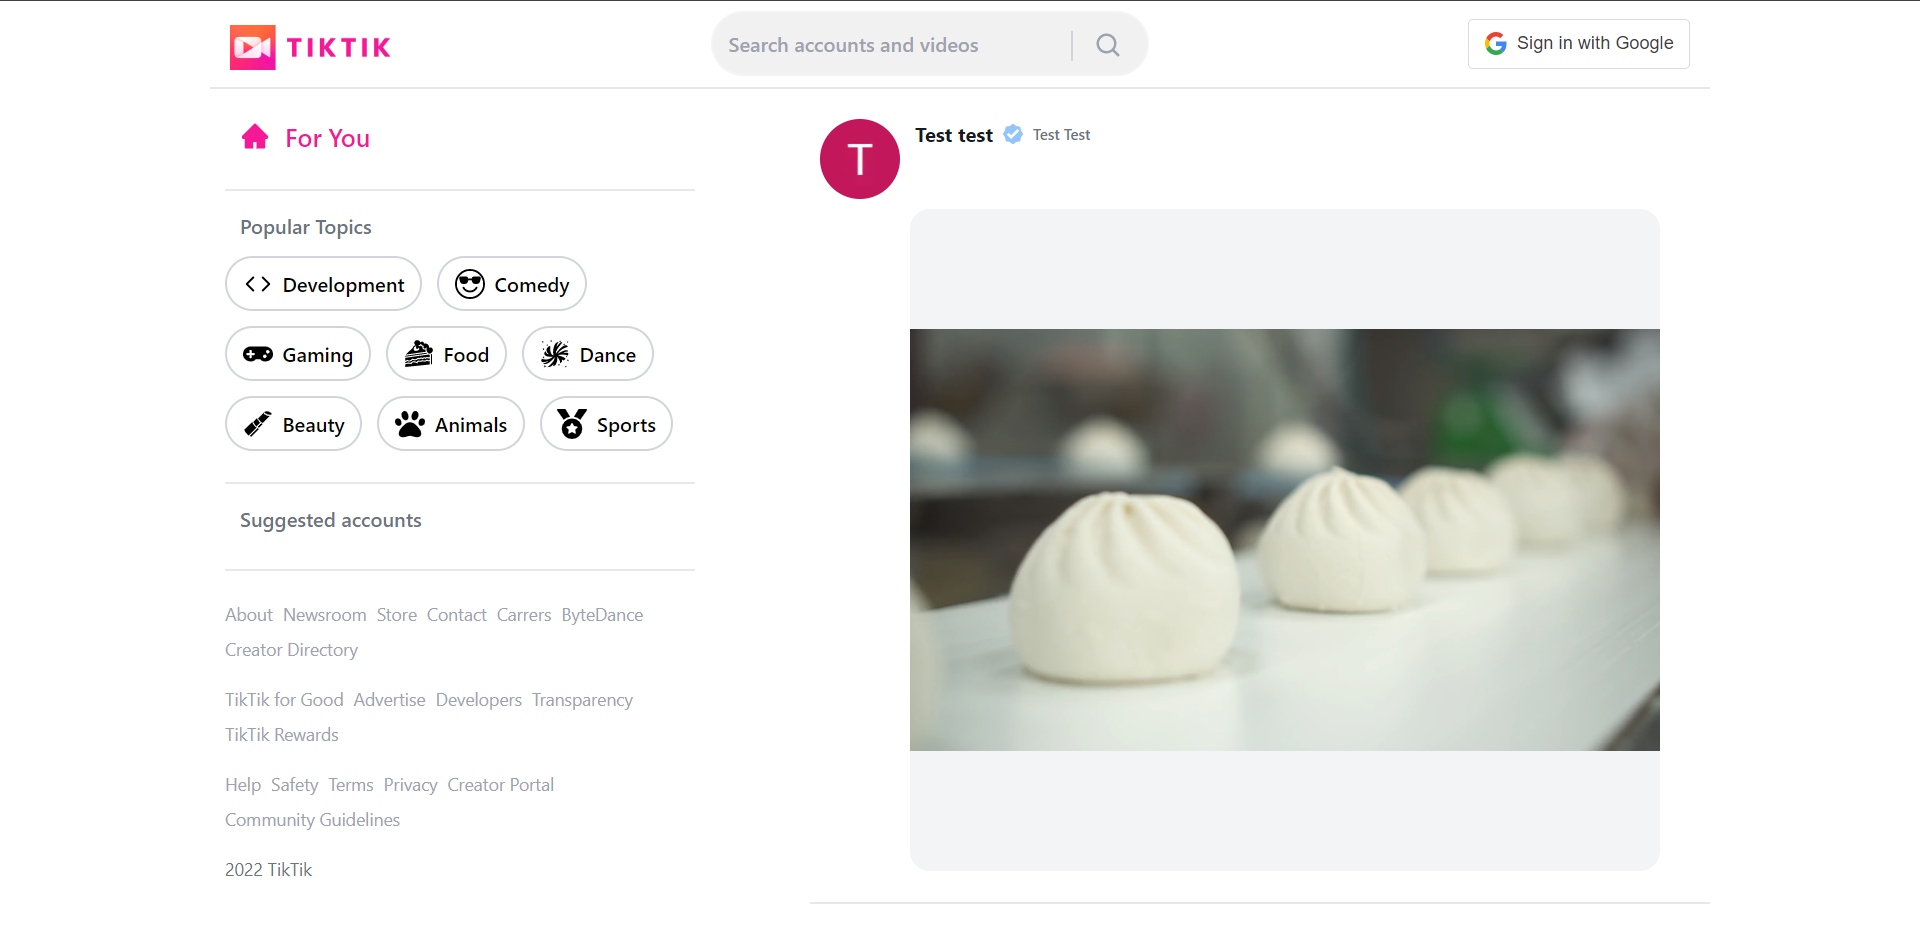 TIKTIK
Search accounts and videos
Sign in with Google
For You
Popular Topics
Development Comedy
Gaming Food Dance
Beauty Animals Sports
Suggested accounts
About Newsroom Store Contact Carrers ByteDance
Creator Directory
TikTik for Good Advertise Developers Transparency
TikTik Rewards
Help Safety Terms Privacy Creator Portal
Community Guidelines
2022 TikTik
T
Test test Test Test